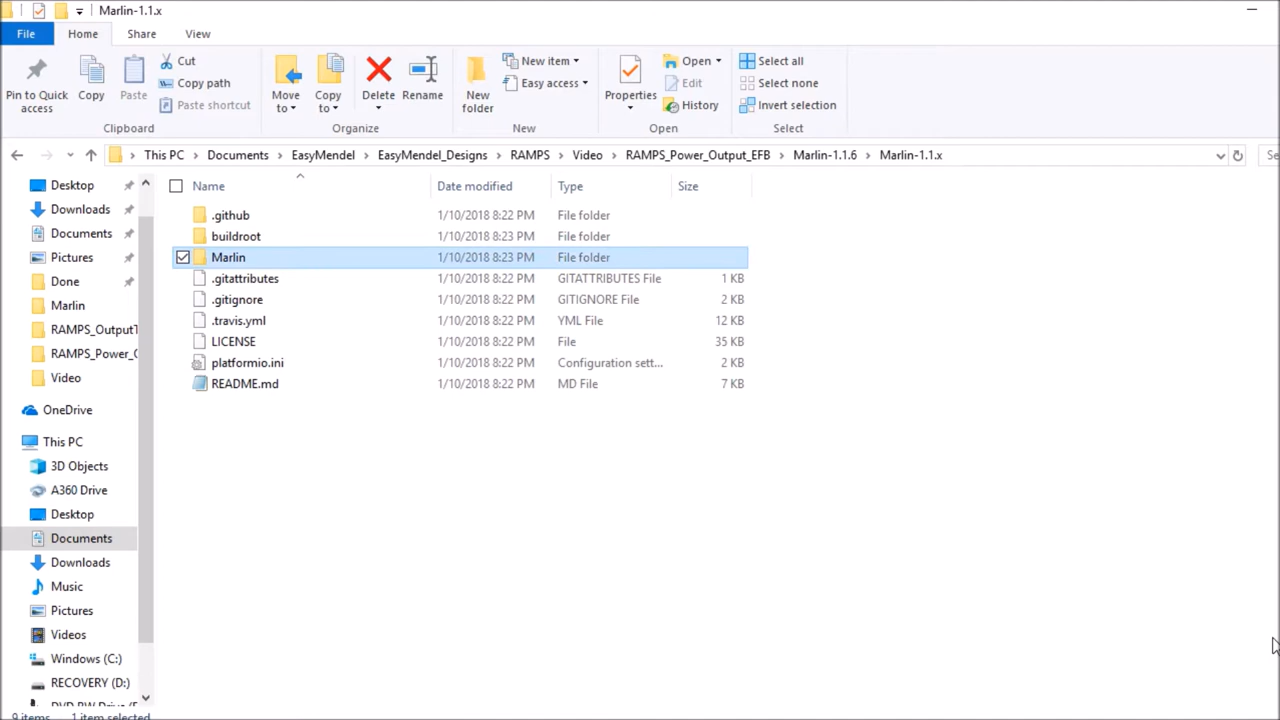 Marlin-1.1.x
File Home Share View
Pin to Quick access
Copy
Paste
Cut
Copy path
Paste shortcut
Clipboard
Move to
Copy to
Delete
Rename
Organize
New folder
New item
Easy access
New
Properties
Open
Edit
History
Open
Select all
Select none
Invert selection
Select
This PC Documents EasyMendel EasyMendel_Designs RAMPS Video RAMPS_Power_Output_EFB Marlin-1.1.6 Marlin-1.1.x
Desktop
Downloads
Documents
Pictures
Done
Marlin
RAMPS_Output
RAMPS_Power_
Video
OneDrive
This PC
3D Objects
A360 Drive
Desktop
Documents
Downloads
Music
Pictures
Videos
Windows (C:)
RECOVERY (D:)
Name Date modified Type Size
.github 1/10/2018 8:22 PM File folder
buildroot 1/10/2018 8:23 PM File folder
Marlin 1/10/2018 8:23 PM File folder
.gitattributes 1/10/2018 8:22 PM GITATTRIBUTES File 1 KB
.gitignore 1/10/2018 8:22 PM GITIGNORE File 2 KB
.travis.yml 1/10/2018 8:22 PM YML File 12 KB
LICENSE 1/10/2018 8:22 PM File 35 KB
platformio.ini 1/10/2018 8:22 PM Configuration sett... 2 KB
README.md 1/10/2018 8:22 PM MD File 7 KB
9 items 1 item selected